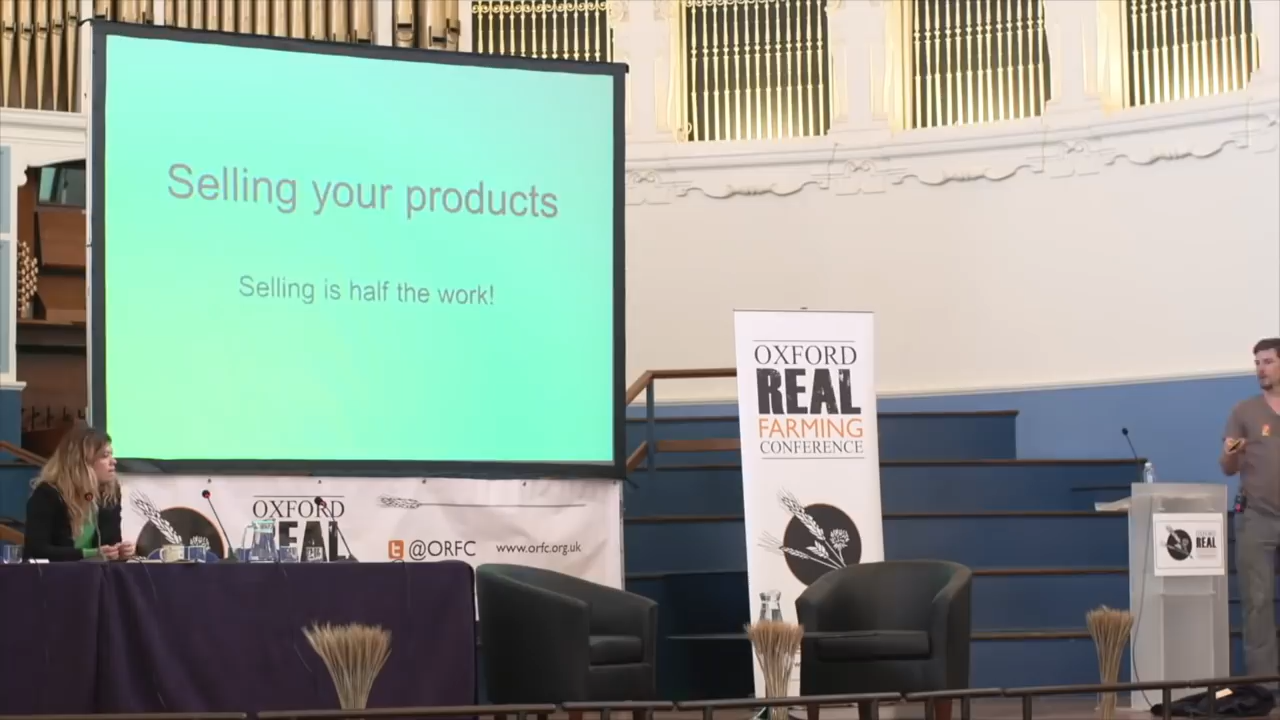 Selling your products
Selling is half the work!
OXFORD
REAL
FARMING
CONFERENCE
OXFORD
REAL
@ORFC www.orfc.org.uk
REAL